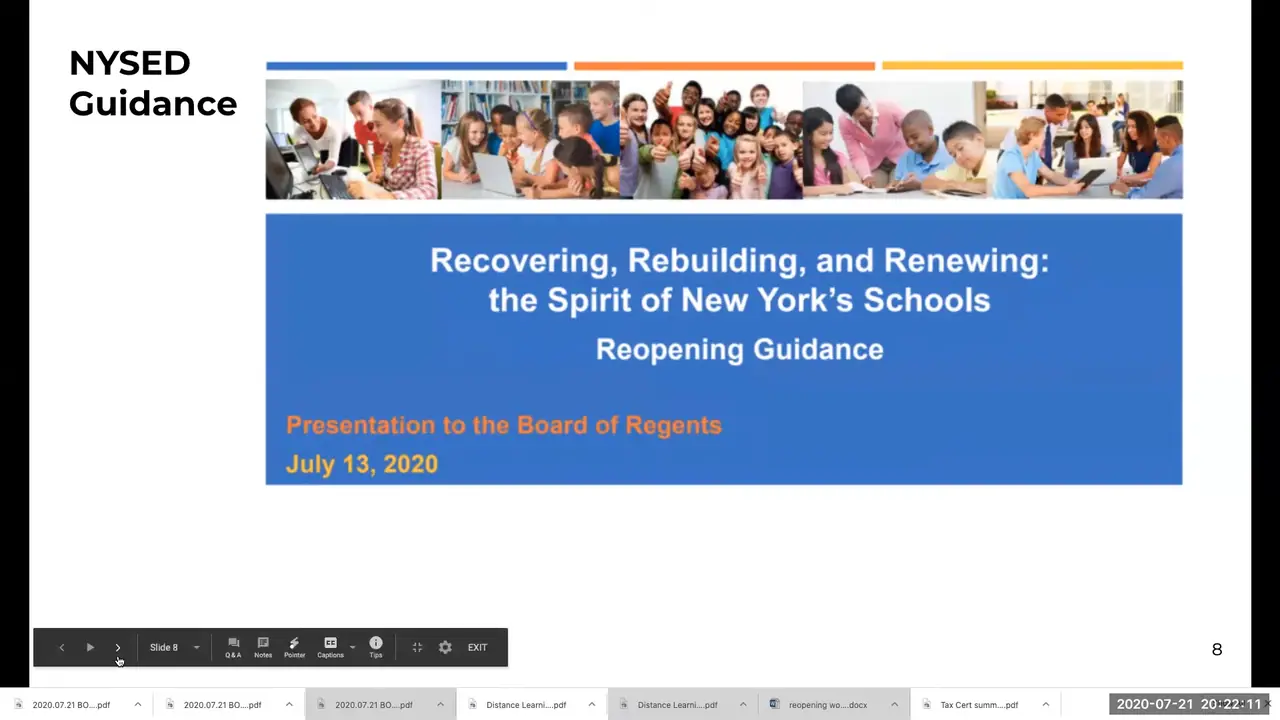 NYSED
Guidance
Recovering, Rebuilding, and Renewing:
the Spirit of New York's Schools
Reopening Guidance
Presentation to the Board of Regents
July 13, 2020
Slide 8
Q & A
Notes
Pointer
CC
Captions
Tips
EXIT
8
2020.07.21 BO....pdf
2020.07.21 BO....pdf
2020.07.21 BO....pdf
Distance Learni....pdf
Distance Learni....pdf
reopening wo....docx
Tax Cert summ....pdf
2020-07-21 20:22:11